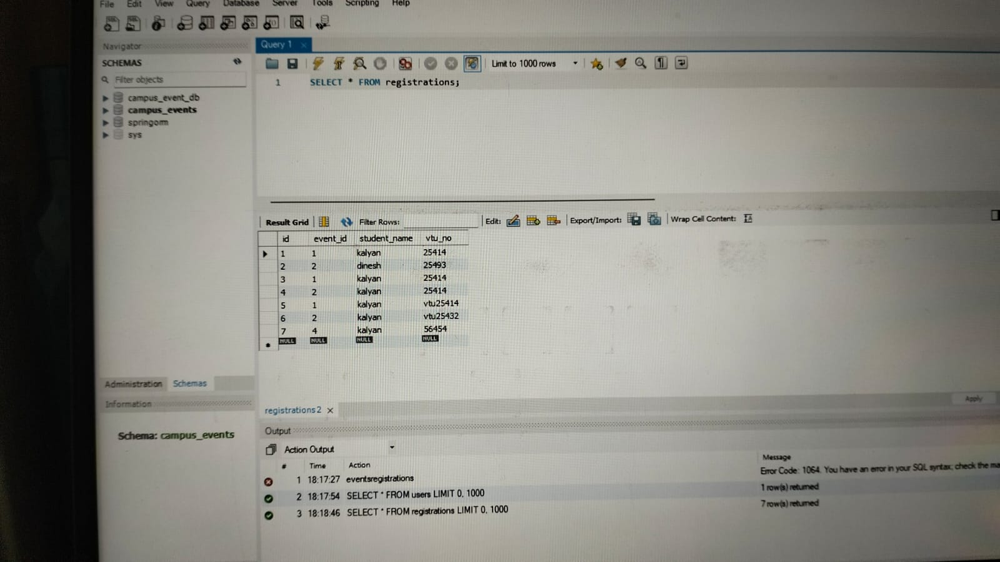 File Edit View Query Database Server Tools Scripting Help
Navigator
SCHEMAS
Filter objects
campus_event_db
campus_events
springorm
sys
Administration Schemas
Information
Schema: campus_events
Query 1
Limit to 1000 rows
1 SELECT * FROM registrations;
Result Grid Filter Rows: Edit: Export/Import: Wrap Cell Content:
id event_id student_name vtu_no
1 1 kalyan 25414
2 2 dinesh 25493
3 1 kalyan 25414
4 2 kalyan 25414
5 1 kalyan vtu25414
6 2 kalyan vtu25432
7 4 kalyan 56454
NULL NULL NULL NULL
Apply
registrations 2
Output
Action Output
# Time Action Message
1 18:17:27 eventsregistrations Error Code: 1064. You have an error in your SQL syntax; check the ma
2 18:17:54 SELECT * FROM users LIMIT 0, 1000 1 row(s) returned
3 18:18:46 SELECT * FROM registrations LIMIT 0, 1000 7 row(s) returned